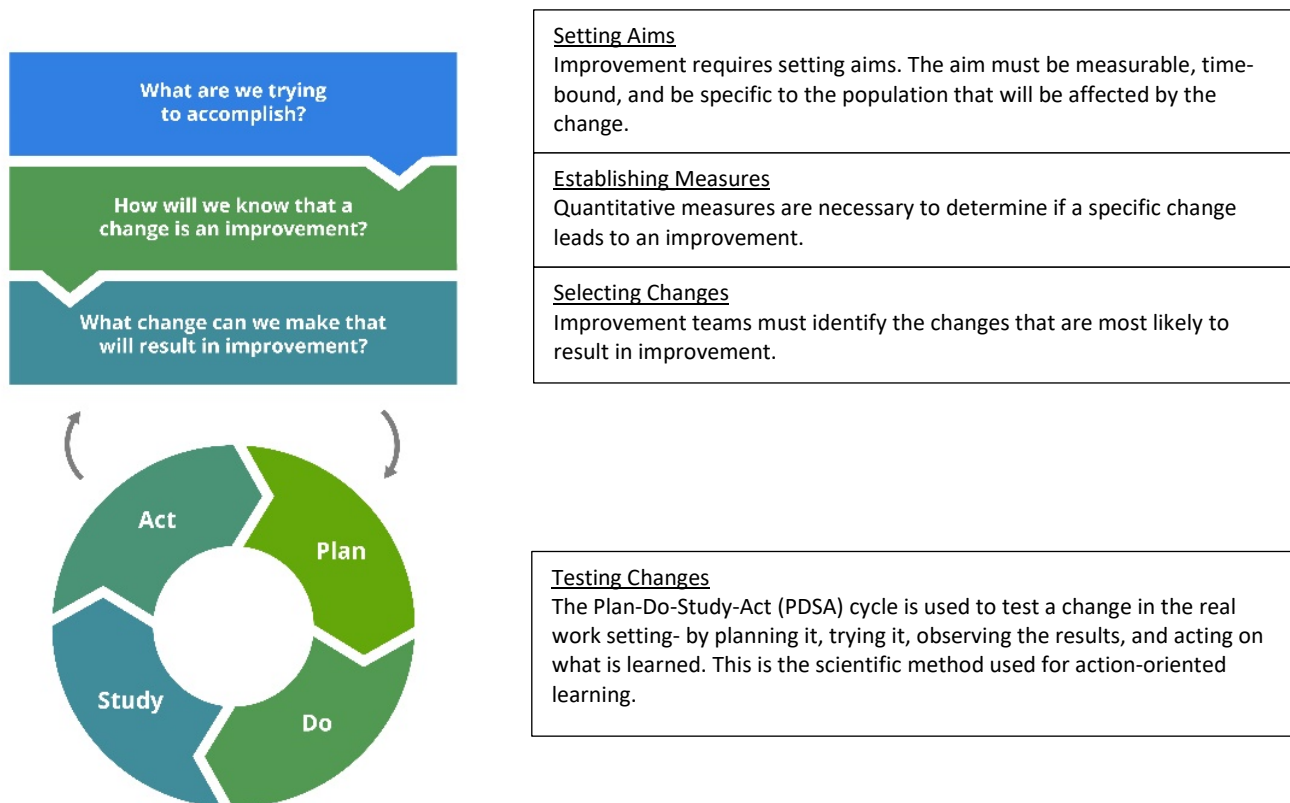 What are we trying
to accomplish?
Setting Aims
Improvement requires setting aims. The aim must be measurable, time-
bound, and be specific to the population that will be affected by the
change.
How will we know that a
change is an improvement?
Establishing Measures
Quantitative measures are necessary to determine if a specific change
leads to an improvement.
What change can we make that
will result in improvement?
Selecting Changes
Improvement teams must identify the changes that are most likely to
result in improvement.
Act
Plan
Study
Do
Testing Changes
The Plan-Do-Study-Act (PDSA) cycle is used to test a change in the real
work setting- by planning it, trying it, observing the results, and acting on
what is learned. This is the scientific method used for action-oriented
learning.